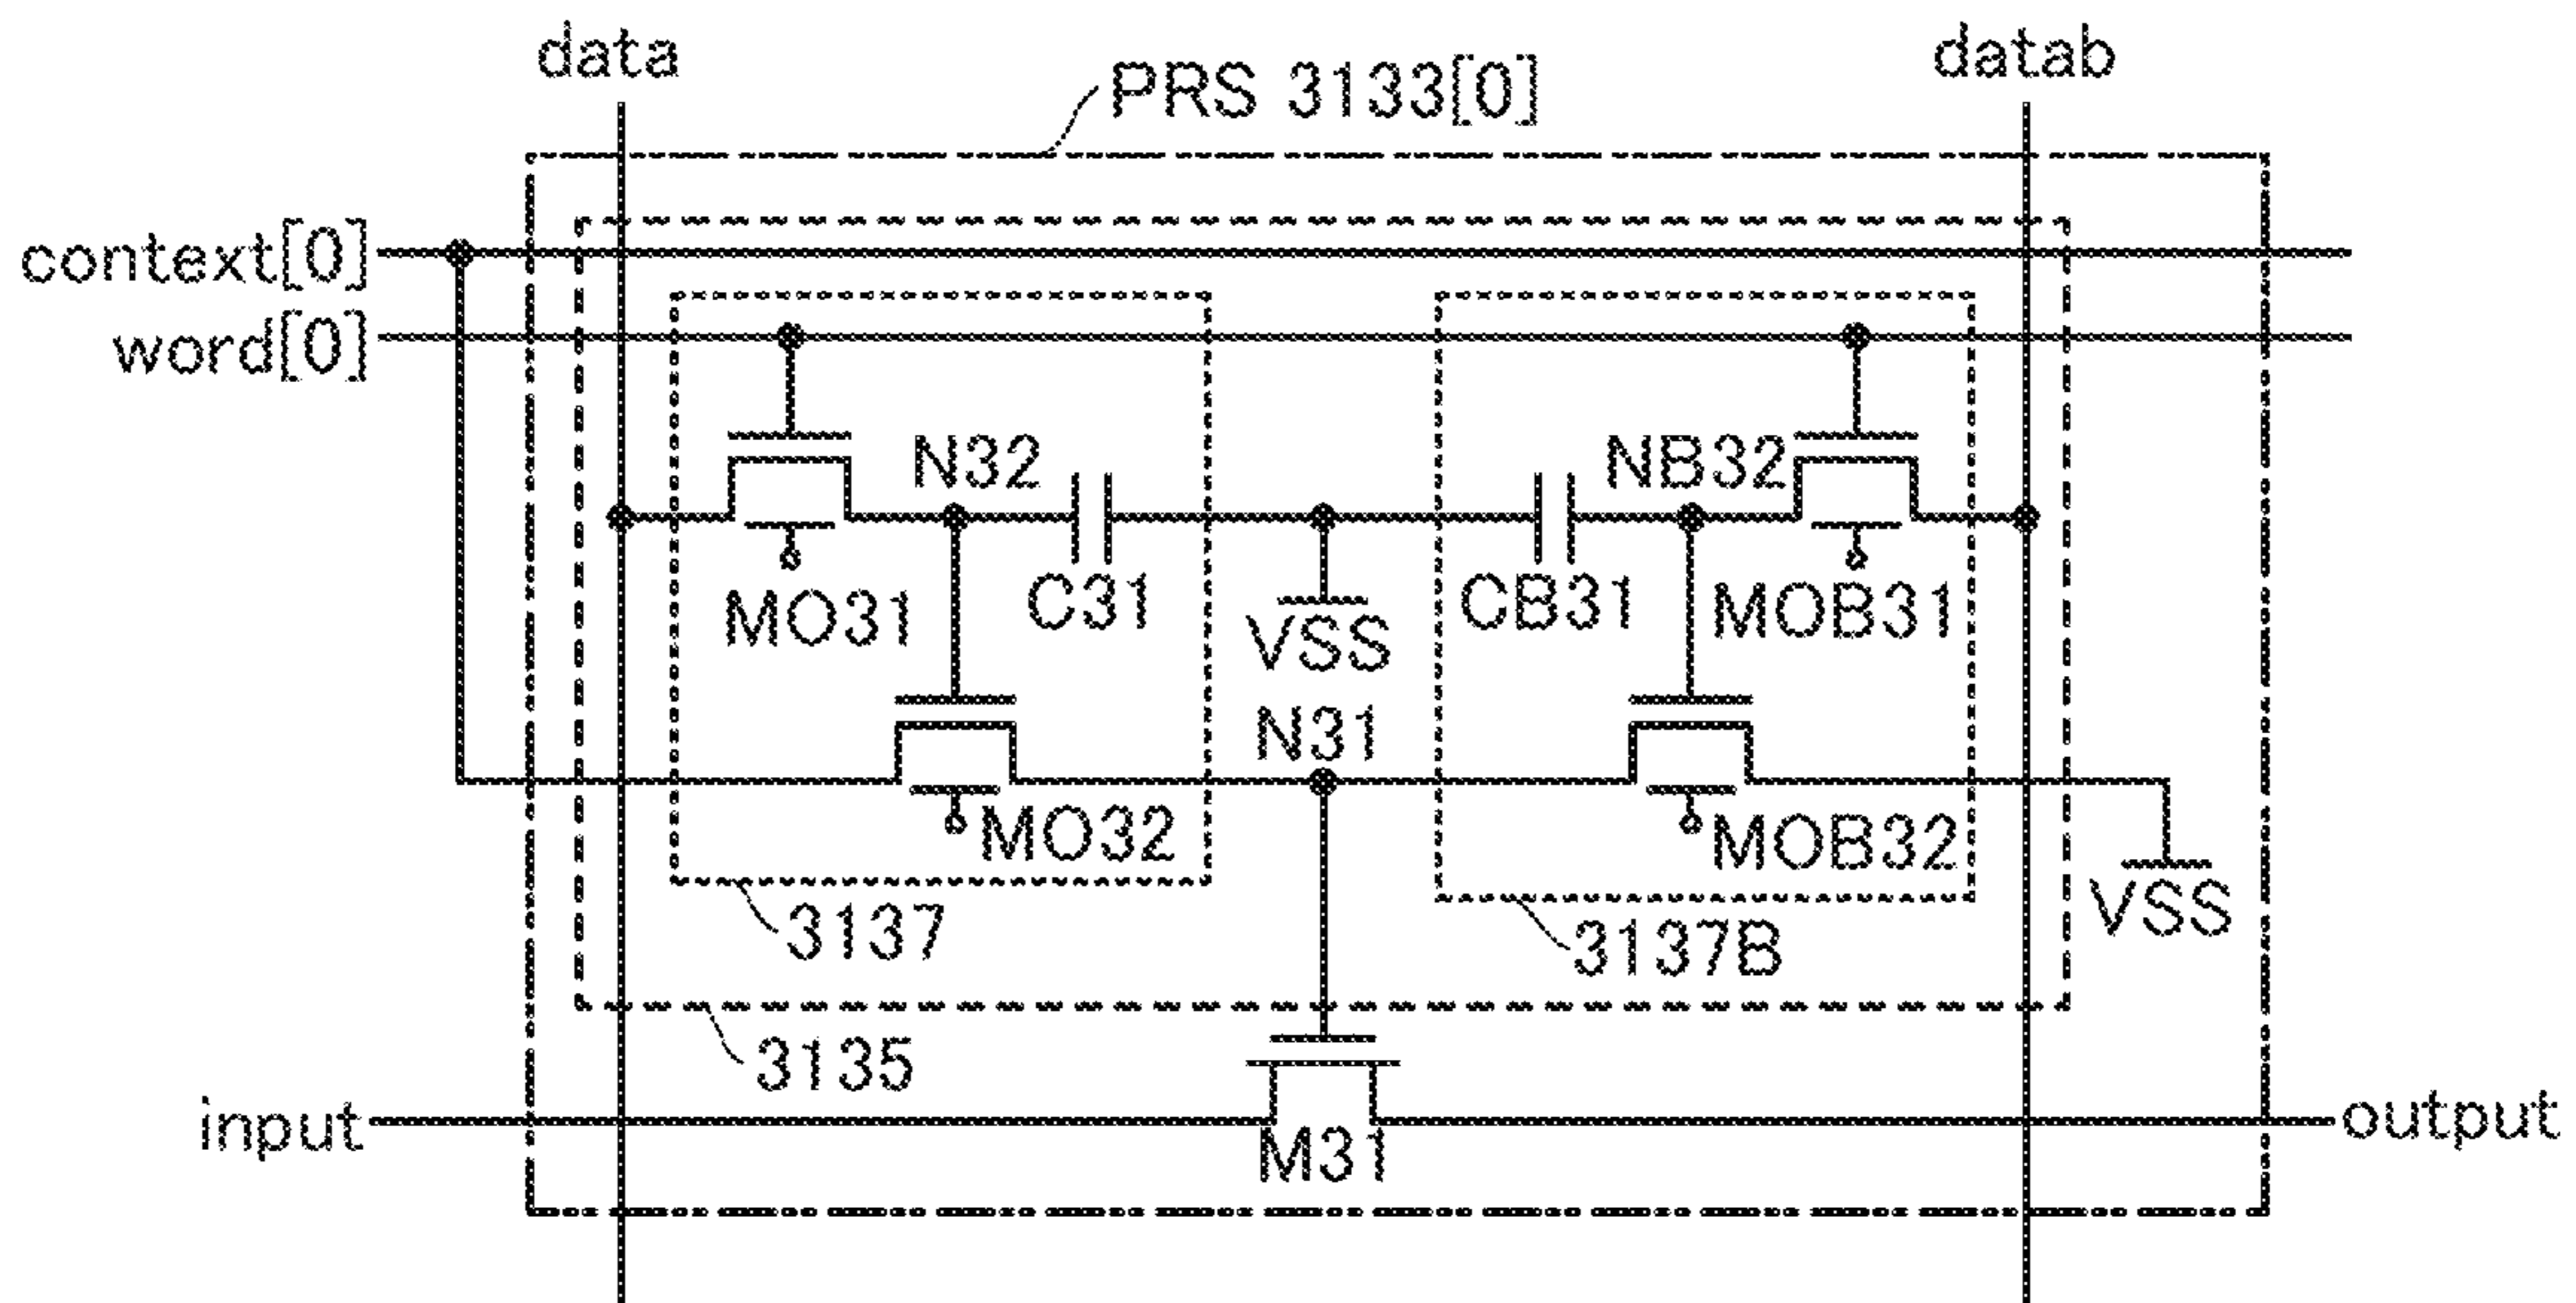 data
datab
PRS 3133[0]
context[0]
word[0]
N32
NB32
MO31
C31
VSS
CB31
MOB31
N31
MO32
MOB32
VSS
3137
3137B
3135
input
M31
output